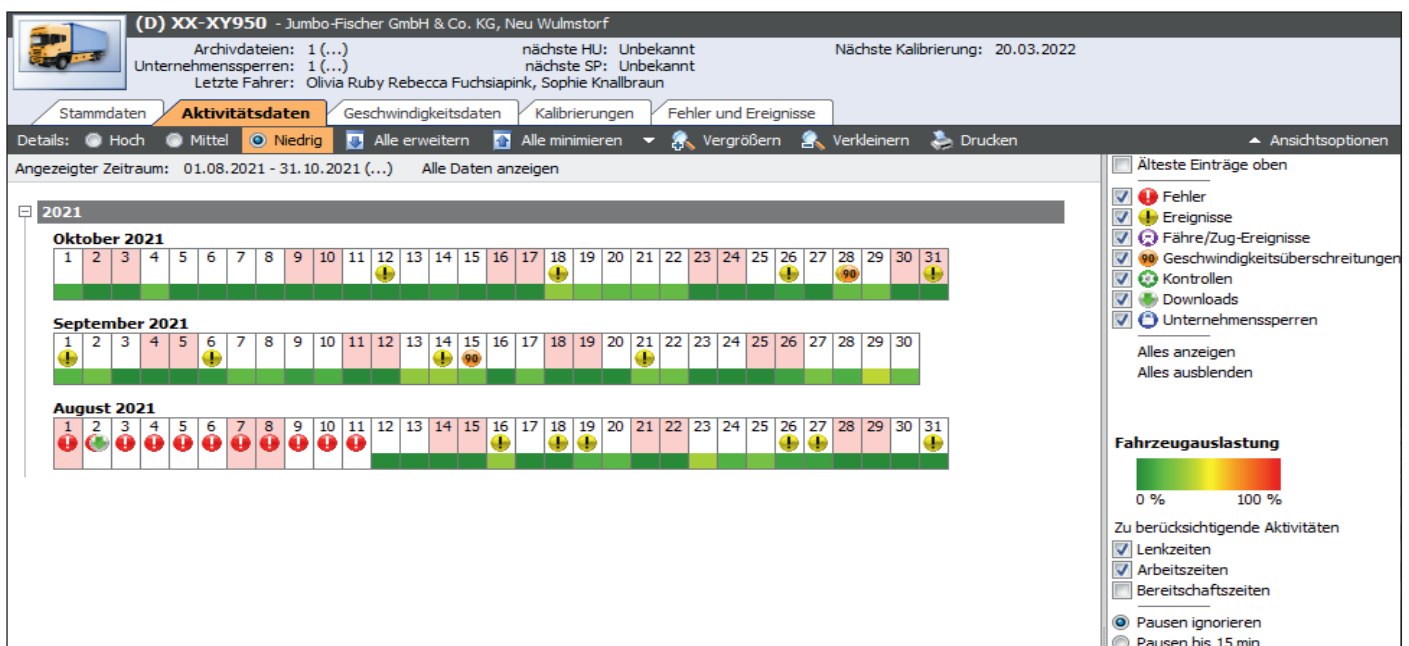 (D) XX-XY950 - Jumbo-Fischer GmbH & Co. KG, Neu Wulmstorf
Archivdateien: 1 (...) nächste HU: Unbekannt Nächste Kalibrierung: 20.03.2022
Unternehmenssperren: 1 (...) nächste SP: Unbekannt
Letzte Fahrer: Olivia Ruby Rebecca Fuchsiapink, Sophie Knallbraun
Stammdaten Aktivitätsdaten Geschwindigkeitsdaten Kalibrierungen Fehler und Ereignisse
Details: Hoch Mittel Niedrig Alle erweitern Alle minimieren Vergrößern Verkleinern Drucken Ansichtsoptionen
Angezeigter Zeitraum: 01.08.2021 - 31.10.2021 (...) Alle Daten anzeigen
2021
Oktober 2021
1 2 3 4 5 6 7 8 9 10 11 12 13 14 15 16 17 18 19 20 21 22 23 24 25 26 27 28 29 30 31
90
September 2021
1 2 3 4 5 6 7 8 9 10 11 12 13 14 15 16 17 18 19 20 21 22 23 24 25 26 27 28 29 30
90
August 2021
1 2 3 4 5 6 7 8 9 10 11 12 13 14 15 16 17 18 19 20 21 22 23 24 25 26 27 28 29 30 31
Älteste Einträge oben
Fehler
Ereignisse
Fähre/Zug-Ereignisse
90 Geschwindigkeitsüberschreitungen
Kontrollen
Downloads
Unternehmenssperren
Alles anzeigen
Alles ausblenden
Fahrzeugauslastung
0 % 100 %
Zu berücksichtigende Aktivitäten
Lenkzeiten
Arbeitszeiten
Bereitschaftszeiten
Pausen ignorieren
Pausen bis 15 min